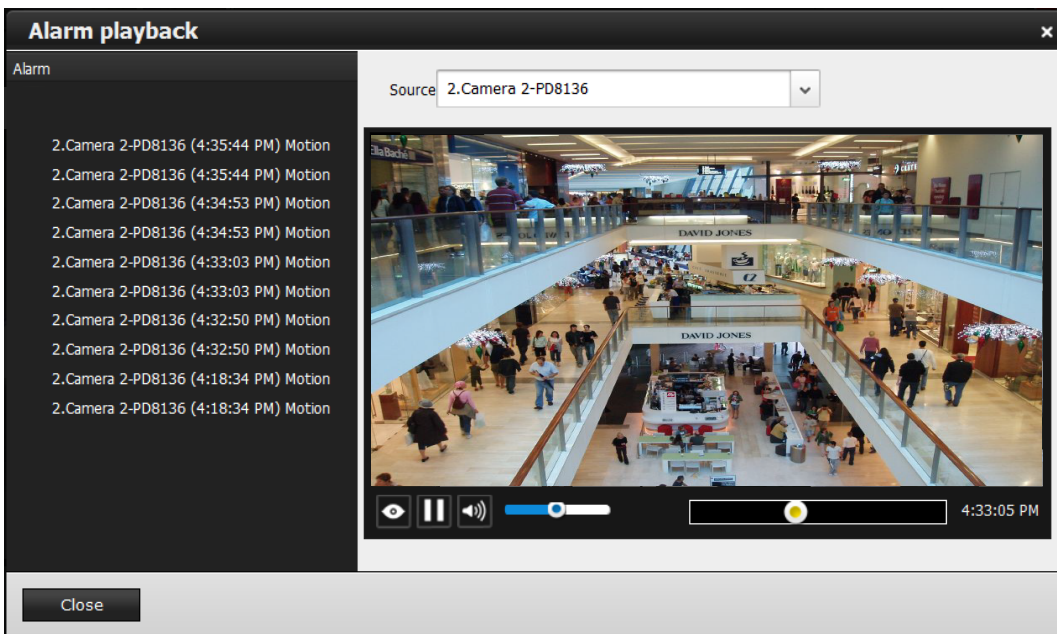 Alarm playback
Alarm
Source 2.Camera 2-PD8136
2.Camera 2-PD8136 (4:35:44 PM) Motion
2.Camera 2-PD8136 (4:35:44 PM) Motion
2.Camera 2-PD8136 (4:34:53 PM) Motion
2.Camera 2-PD8136 (4:34:53 PM) Motion
2.Camera 2-PD8136 (4:33:03 PM) Motion
2.Camera 2-PD8136 (4:33:03 PM) Motion
2.Camera 2-PD8136 (4:32:50 PM) Motion
2.Camera 2-PD8136 (4:32:50 PM) Motion
2.Camera 2-PD8136 (4:18:34 PM) Motion
2.Camera 2-PD8136 (4:18:34 PM) Motion
Ella Baché
DAVID JONES
DAVID JONES
4:33:05 PM
Close